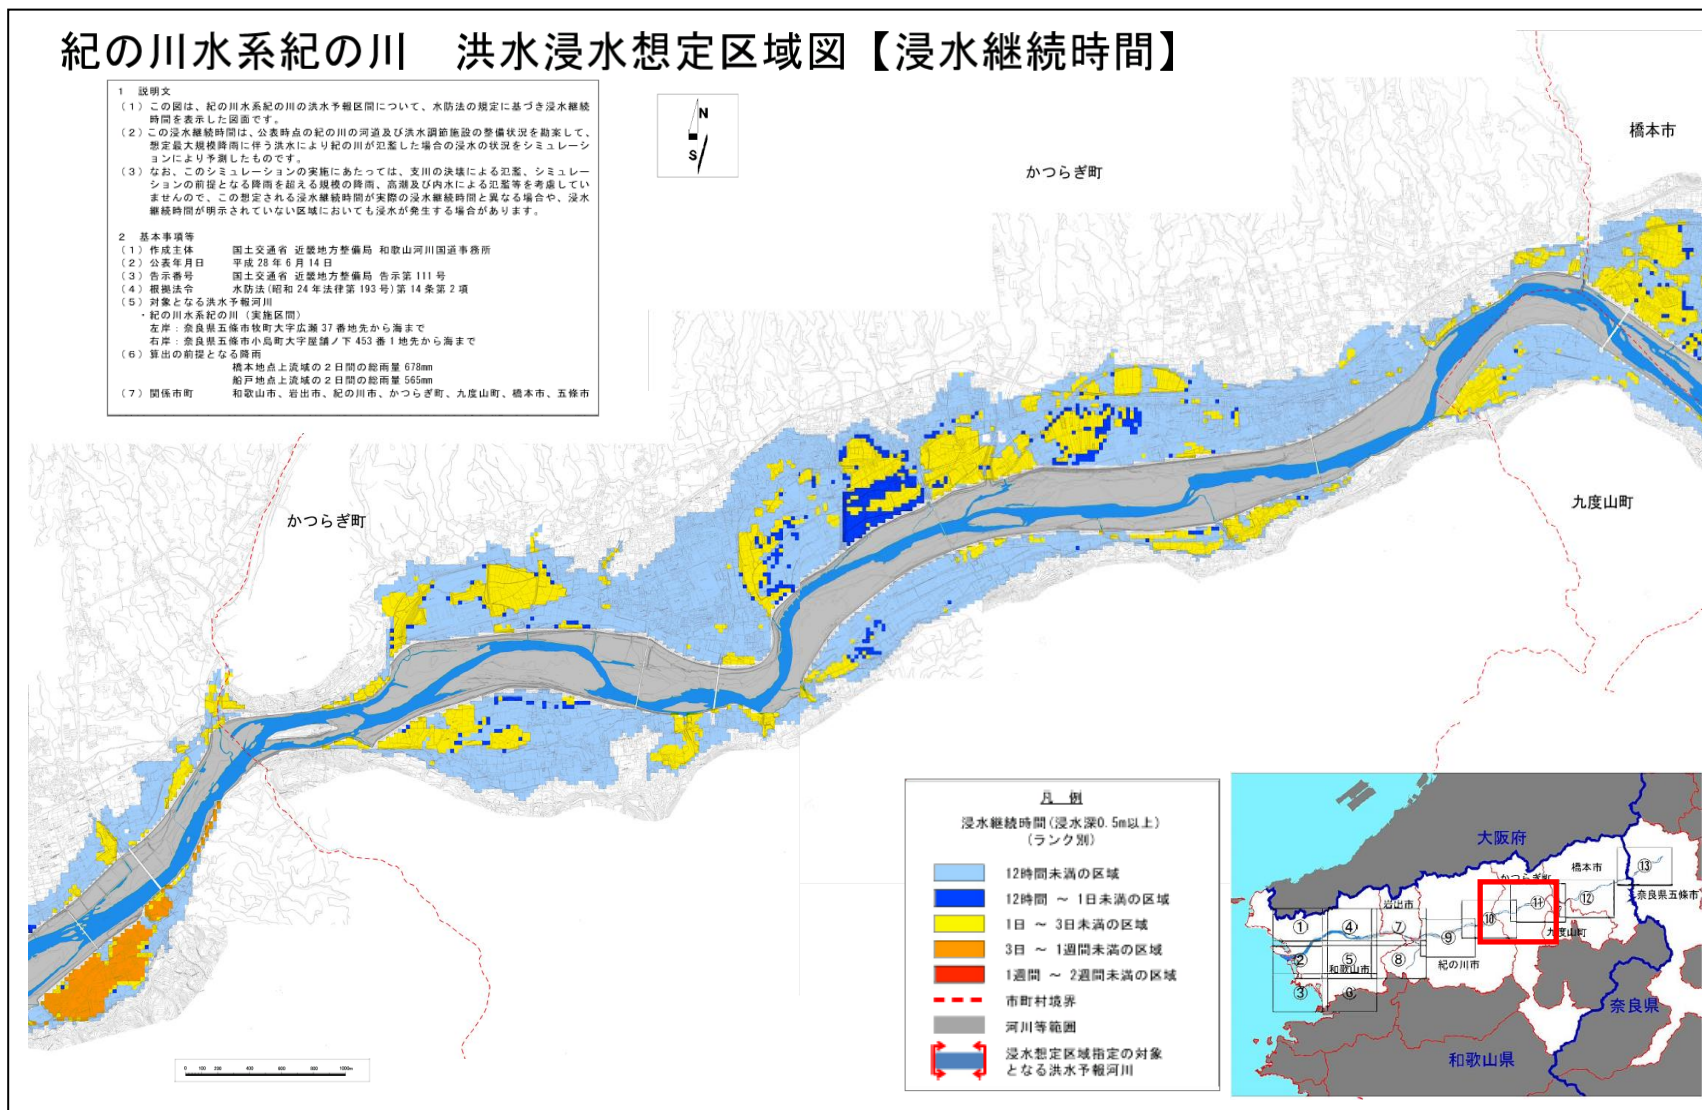 紀の川水系紀の川　洪水浸水想定区域図【浸水継続時間】
1　説明文
（1）この図は、紀の川水系紀の川の洪水予報区間について、水防法の規定に基づき浸水継続
時間を表示した図面です。
（2）この浸水継続時間は、公表時点の紀の川の河道及び洪水調節施設の整備状況を勘案して、
想定最大規模降雨に伴う洪水により紀の川が氾濫した場合の浸水の状況をシミュレーシ
ョンにより予測したものです。
（3）なお、このシミュレーションの実施にあたっては、支川の決壊による氾濫、シミュレー
ションの前提となる降雨を超える規模の降雨、高潮及び内水による氾濫等を考慮してい
ませんので、この想定される浸水継続時間が実際の浸水継続時間と異なる場合や、浸水
継続時間が明示されていない区域においても浸水が発生する場合があります。
2　基本事項等
（1）作成主体　国土交通省 近畿地方整備局 和歌山河川国道事務所
（2）公表年月日　平成 28 年 6 月 14 日
（3）告示番号　国土交通省 近畿地方整備局 告示第 111 号
（4）根拠法令　水防法(昭和 24 年法律第 193 号)第 14 条第 2 項
（5）対象となる洪水予報河川
・紀の川水系紀の川（実施区間）
左岸：奈良県五條市牧町大字広瀬 37 番地先から海まで
右岸：奈良県五條市小島町大字屋舗ノ下 453 番 1 地先から海まで
（6）算出の前提となる降雨
橋本地点上流域の２日間の総雨量 678mm
船戸地点上流域の２日間の総雨量 565mm
（7）関係市町　和歌山市、岩出市、紀の川市、かつらぎ町、九度山町、橋本市、五條市
N
S
橋本市
かつらぎ町
かつらぎ町
九度山町
凡 例
浸水継続時間(浸水深0.5m以上)
(ランク別)
12時間未満の区域
12時間 ～ 1日未満の区域
1日 ～ 3日未満の区域
3日 ～ 1週間未満の区域
1週間 ～ 2週間未満の区域
市町村境界
河川等範囲
浸水想定区域指定の対象
となる洪水予報河川
大阪府
橋本市
⑬
かつらぎ町
奈良県五條市
岩出市
⑪
⑫
①
④
⑦
⑩
⑨
九度山町
②
⑤
⑧
紀の川市
和歌山市
③
⑥
奈良県
和歌山県
0 100 200 400 600 800 1000m